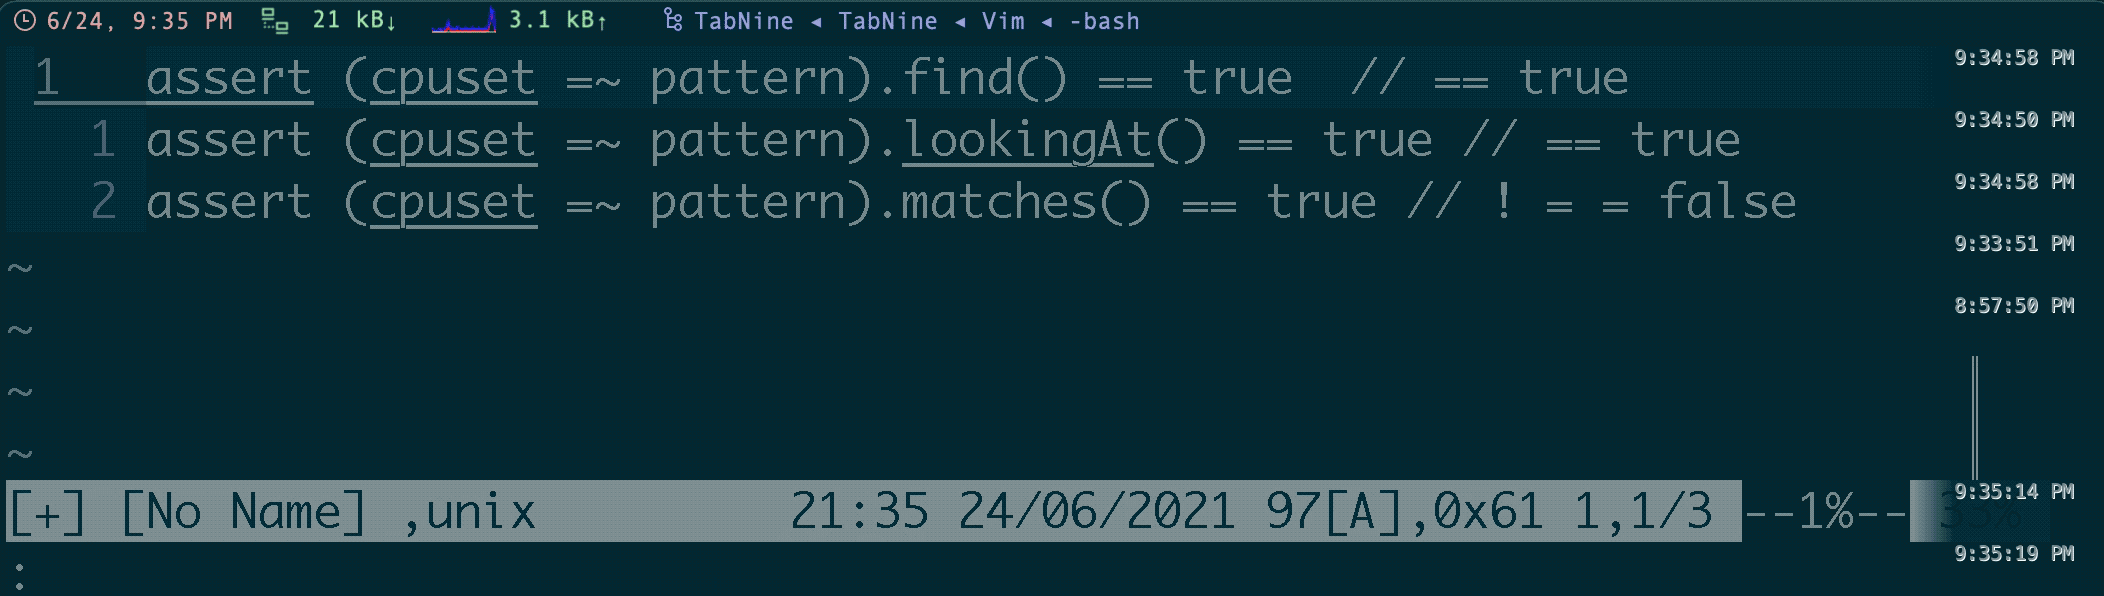 6/24, 9:35 PM 21 kB↓ 3.1 kB↑ TabNine ◂ TabNine ◂ Vim ◂ -bash
1 assert (cpuset =~ pattern).find() == true // == true 9:34:58 PM
1 assert (cpuset =~ pattern).lookingAt() == true // == true 9:34:50 PM
2 assert (cpuset =~ pattern).matches() == true // ! = = false 9:34:58 PM
~ 9:33:51 PM
~ 8:57:50 PM
~
~
[+] [No Name] ,unix 21:35 24/06/2021 97[A],0x61 1,1/3 --1%-- 33% 9:35:14 PM
: 9:35:19 PM